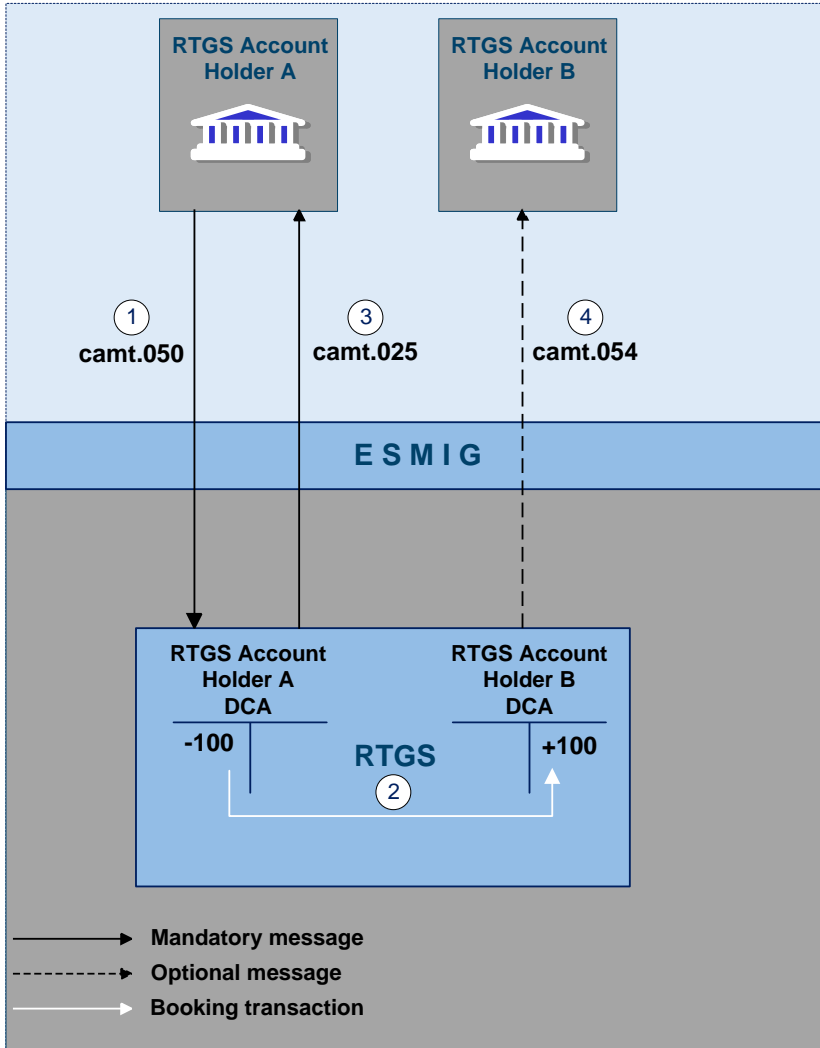 RTGS Account
Holder A
RTGS Account
Holder B
1
camt.050
3
camt.025
4
camt.054
E S M I G
RTGS Account
Holder A
DCA
RTGS Account
Holder B
DCA
-100
RTGS
+100
2
Mandatory message
Optional message
Booking transaction